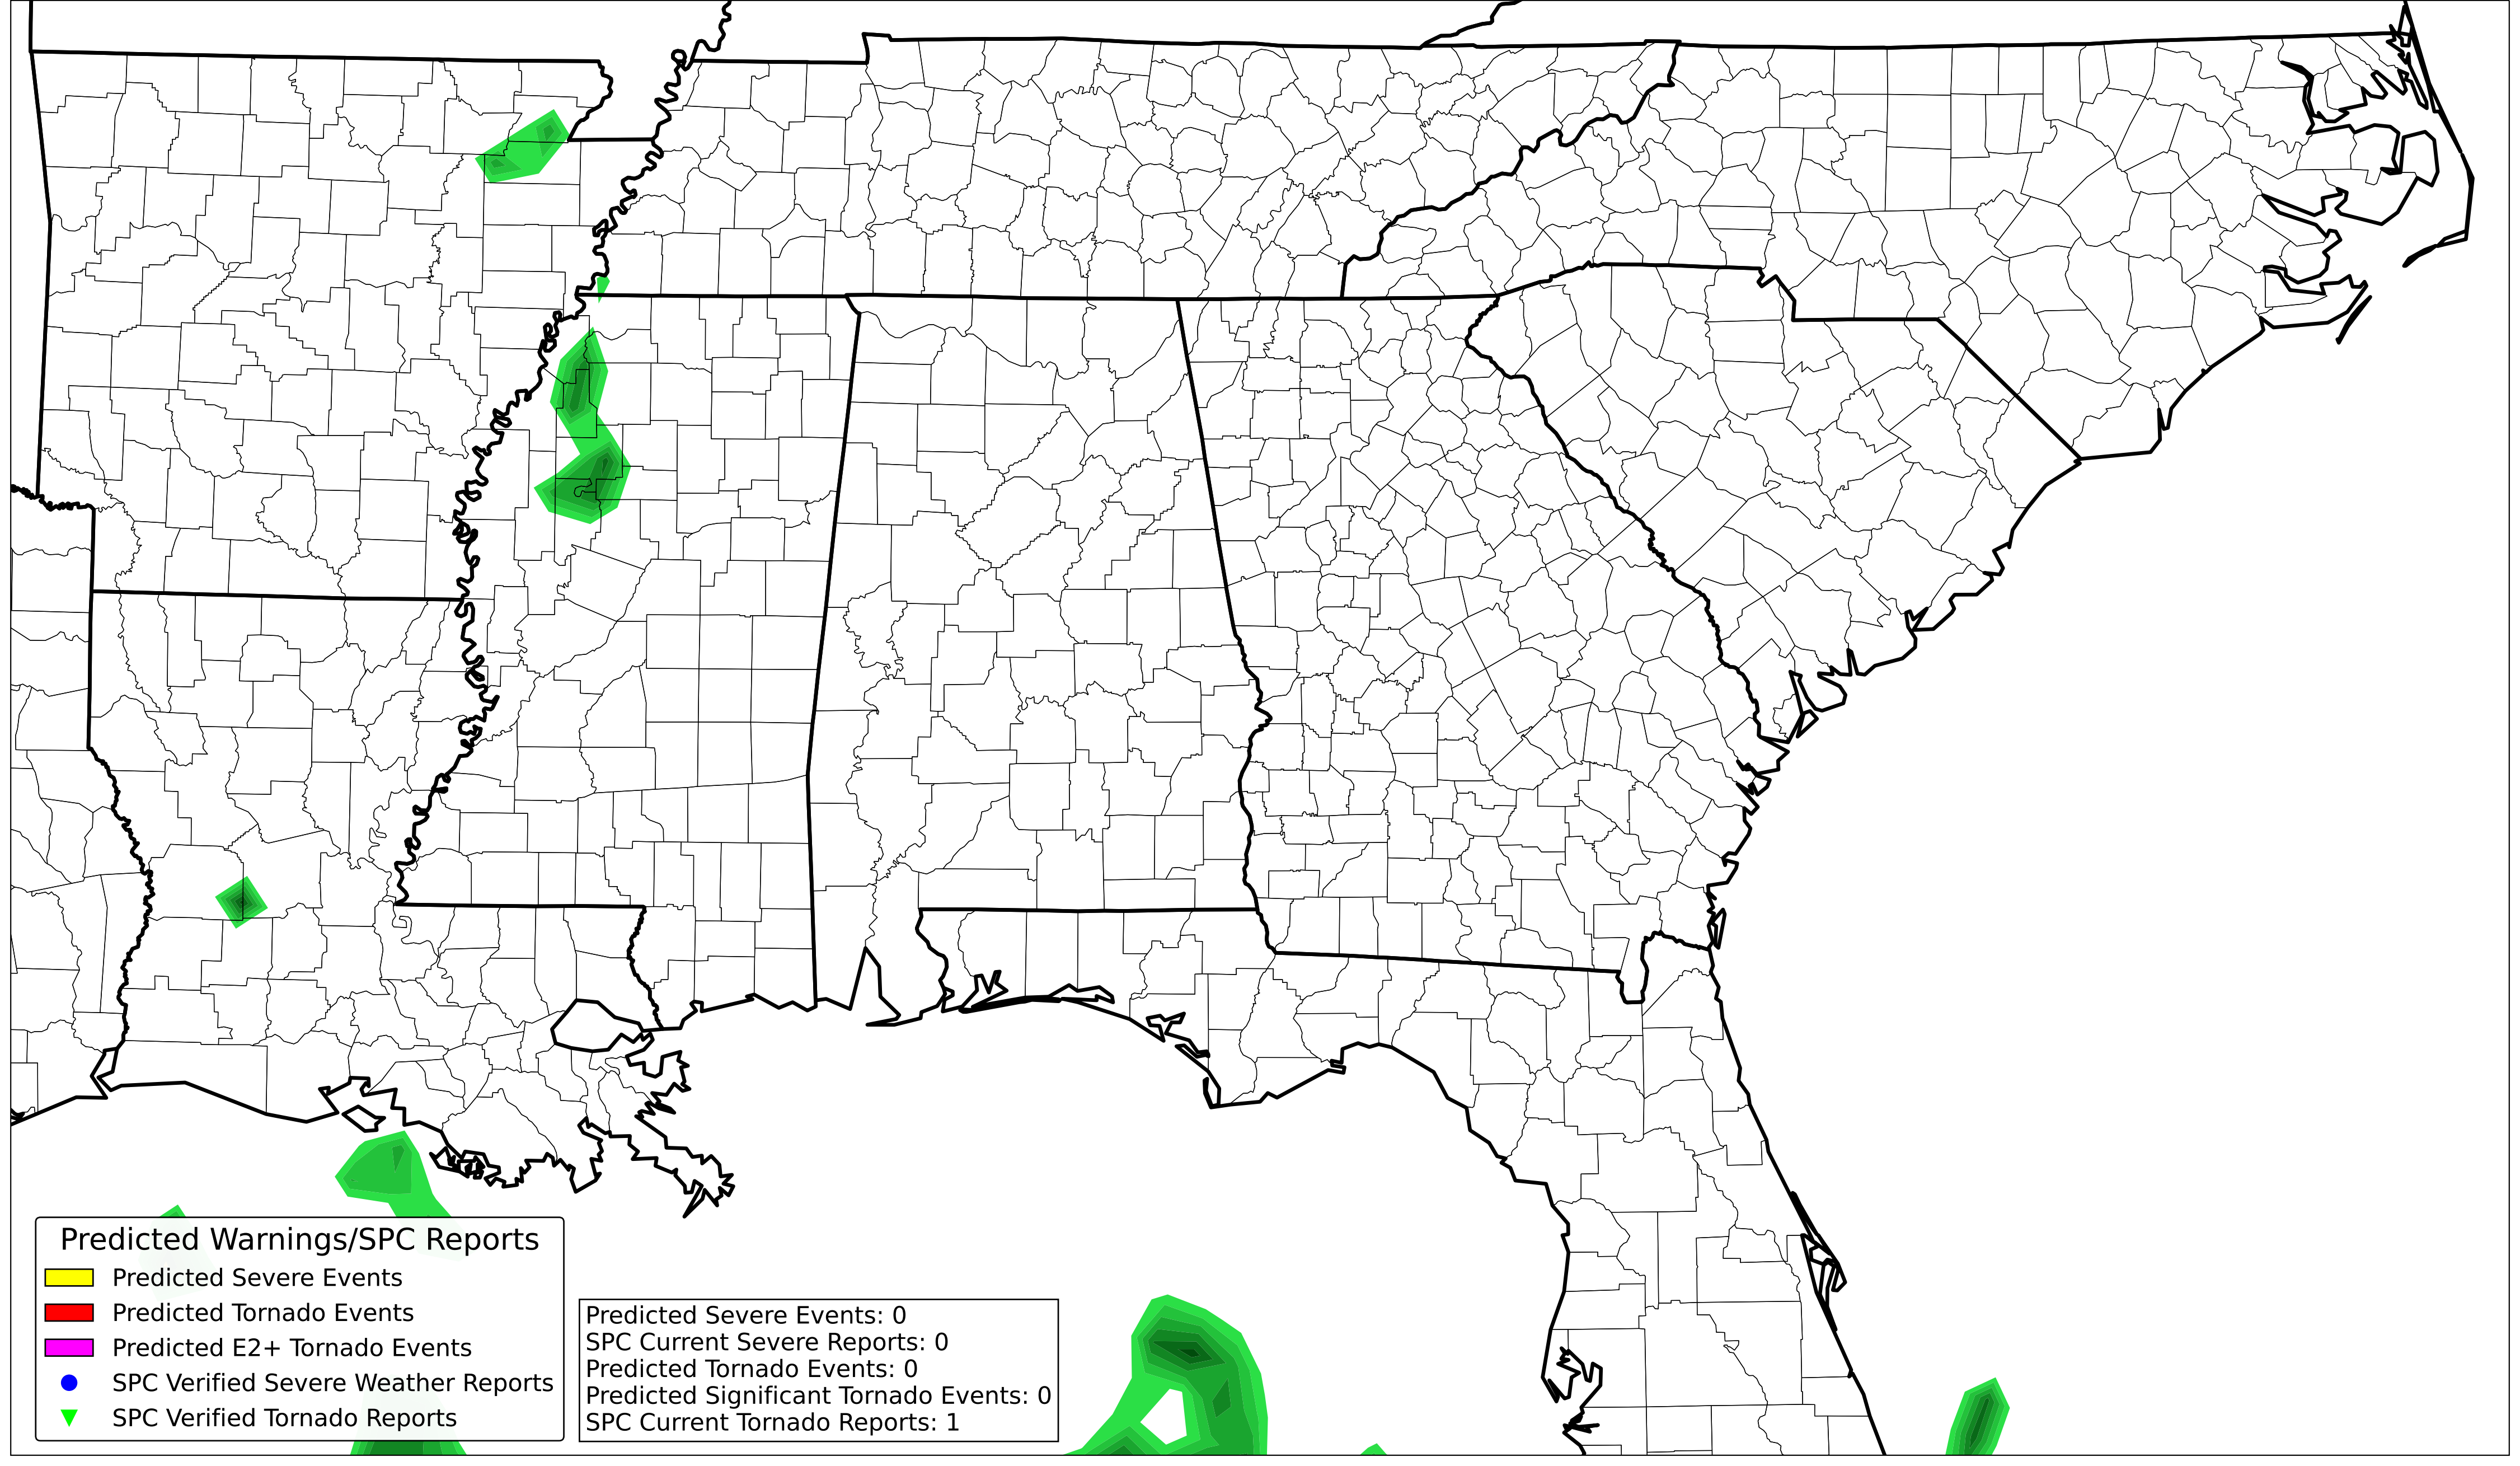 Predicted Warnings/SPC Reports
Predicted Severe Events
Predicted Tornado Events
Predicted E2+ Tornado Events
SPC Verified Severe Weather Reports
SPC Verified Tornado Reports
Predicted Severe Events: 0
SPC Current Severe Reports: 0
Predicted Tornado Events: 0
Predicted Significant Tornado Events: 0
SPC Current Tornado Reports: 1